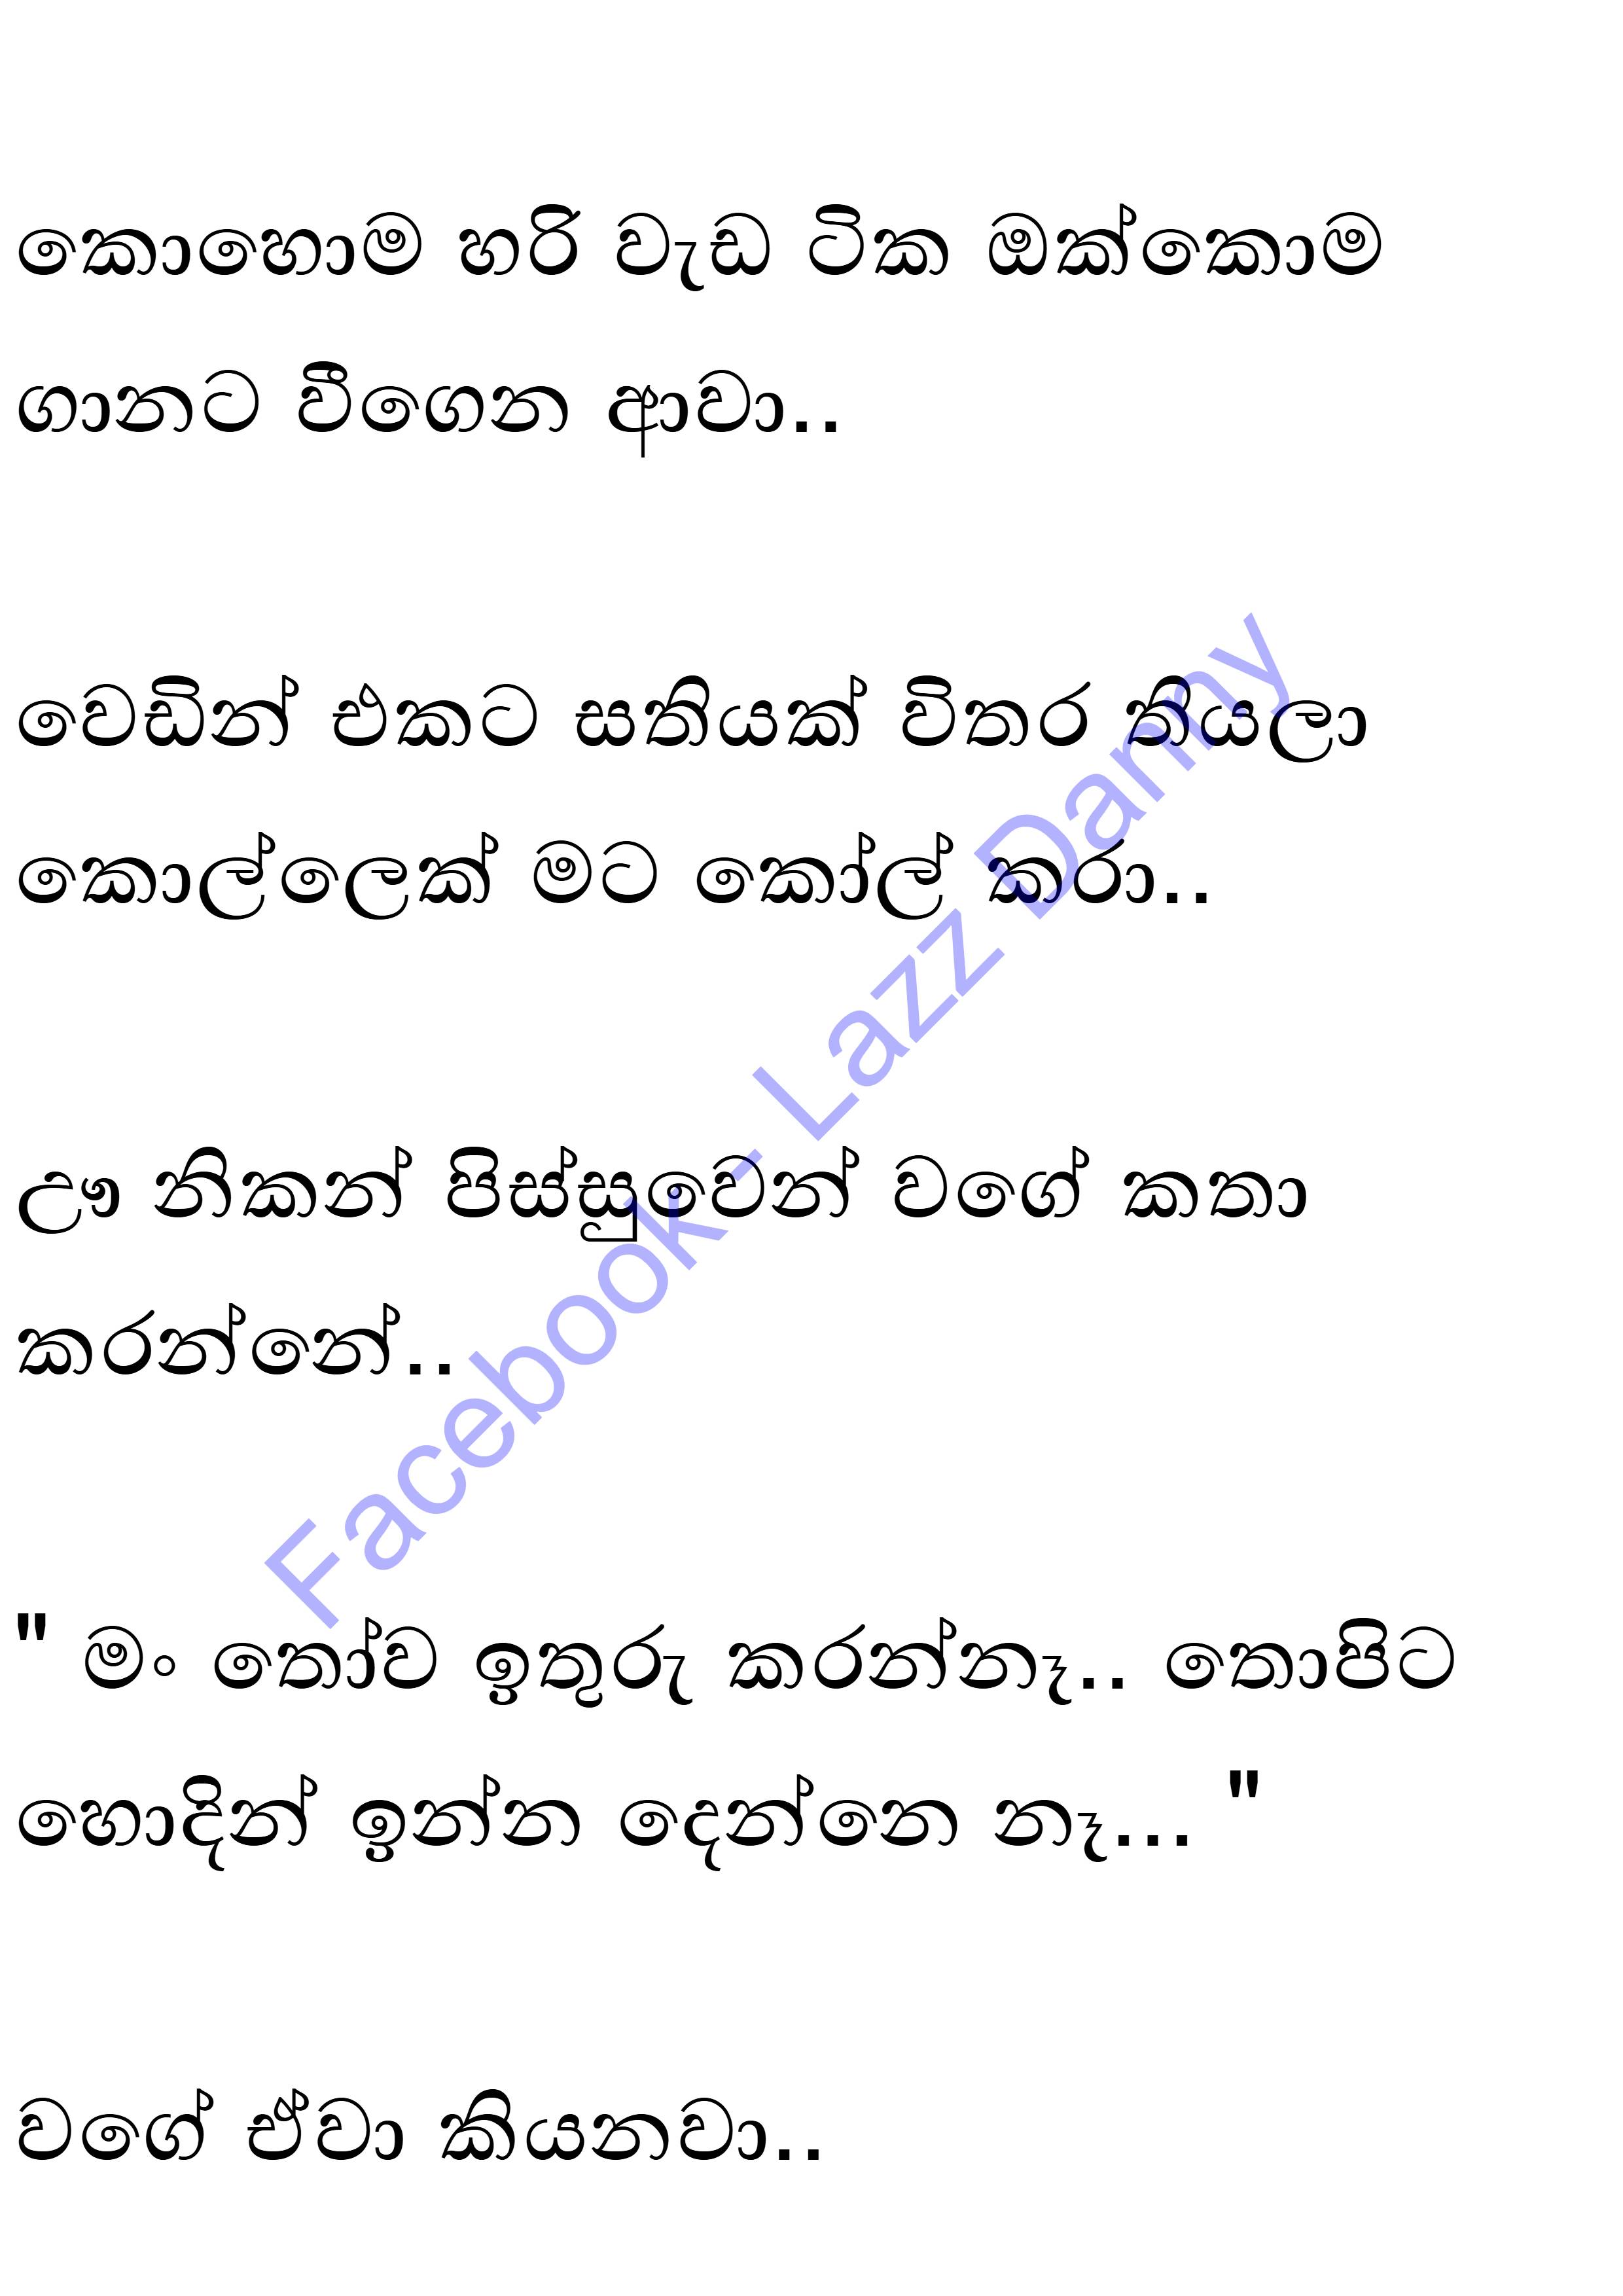 කොහොම හරි වැඩ ටික ඔක්කොම
ගානට වීගෙන ආවා..
වෙඩින් එකට සතියක් විතර කියලා
කොල්ලෙක් මට කෝල් කරා..
ඌ නිකන් පිස්සුවෙන් වගේ කතා
කරන්නේ..
" මං තෝව ඉතුරු කරන්නෑ.. තොපිට
හොදින් ඉන්න දෙන්නෙ නෑ... "
වගේ ඒවා කියනවා..
Facebook - Lazz Danny